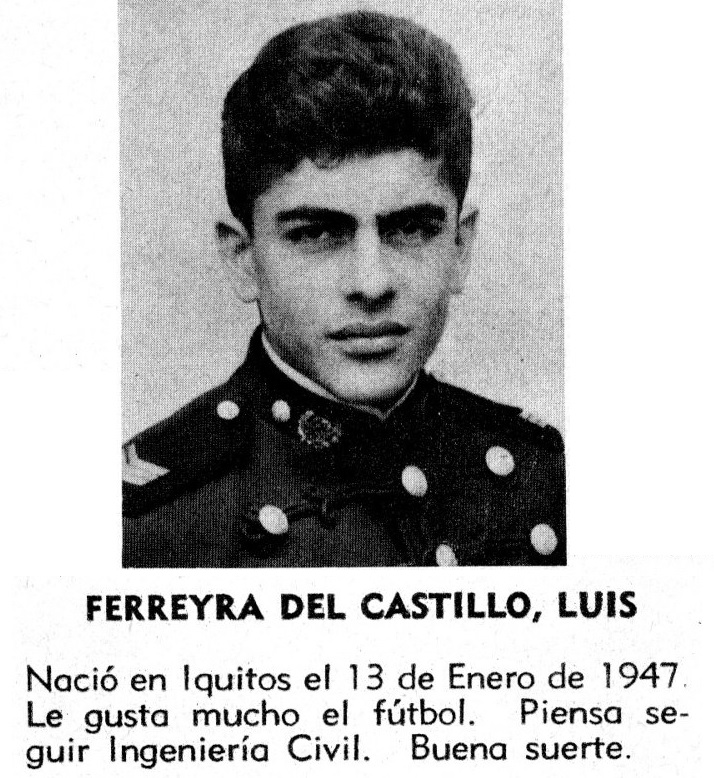 FERREYRA DEL CASTILLO, LUIS
Nació en Iquitos el 13 de Enero de 1947.
Le gusta mucho el fútbol. Piensa se-
guir Ingeniería Civil. Buena suerte.